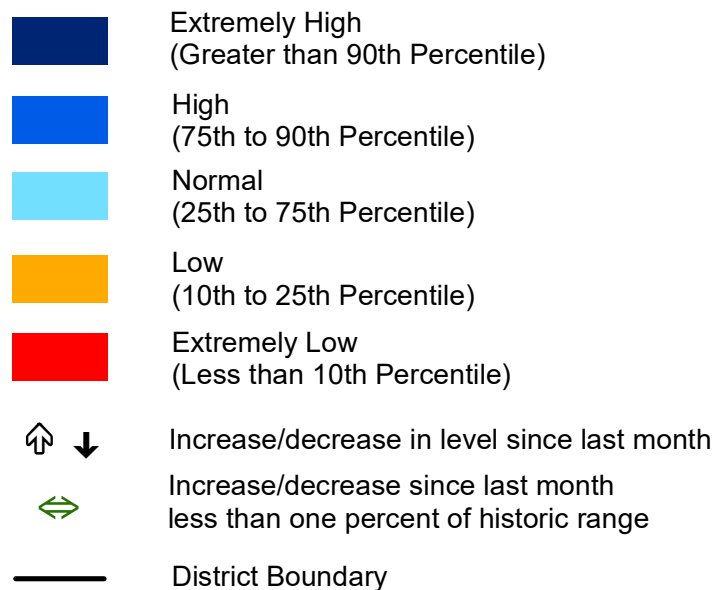 Extremely High
(Greater than 90th Percentile)
High
(75th to 90th Percentile)
Normal
(25th to 75th Percentile)
Low
(10th to 25th Percentile)
Extremely Low
(Less than 10th Percentile)
Increase/decrease in level since last month
Increase/decrease since last month
less than one percent of historic range
District Boundary